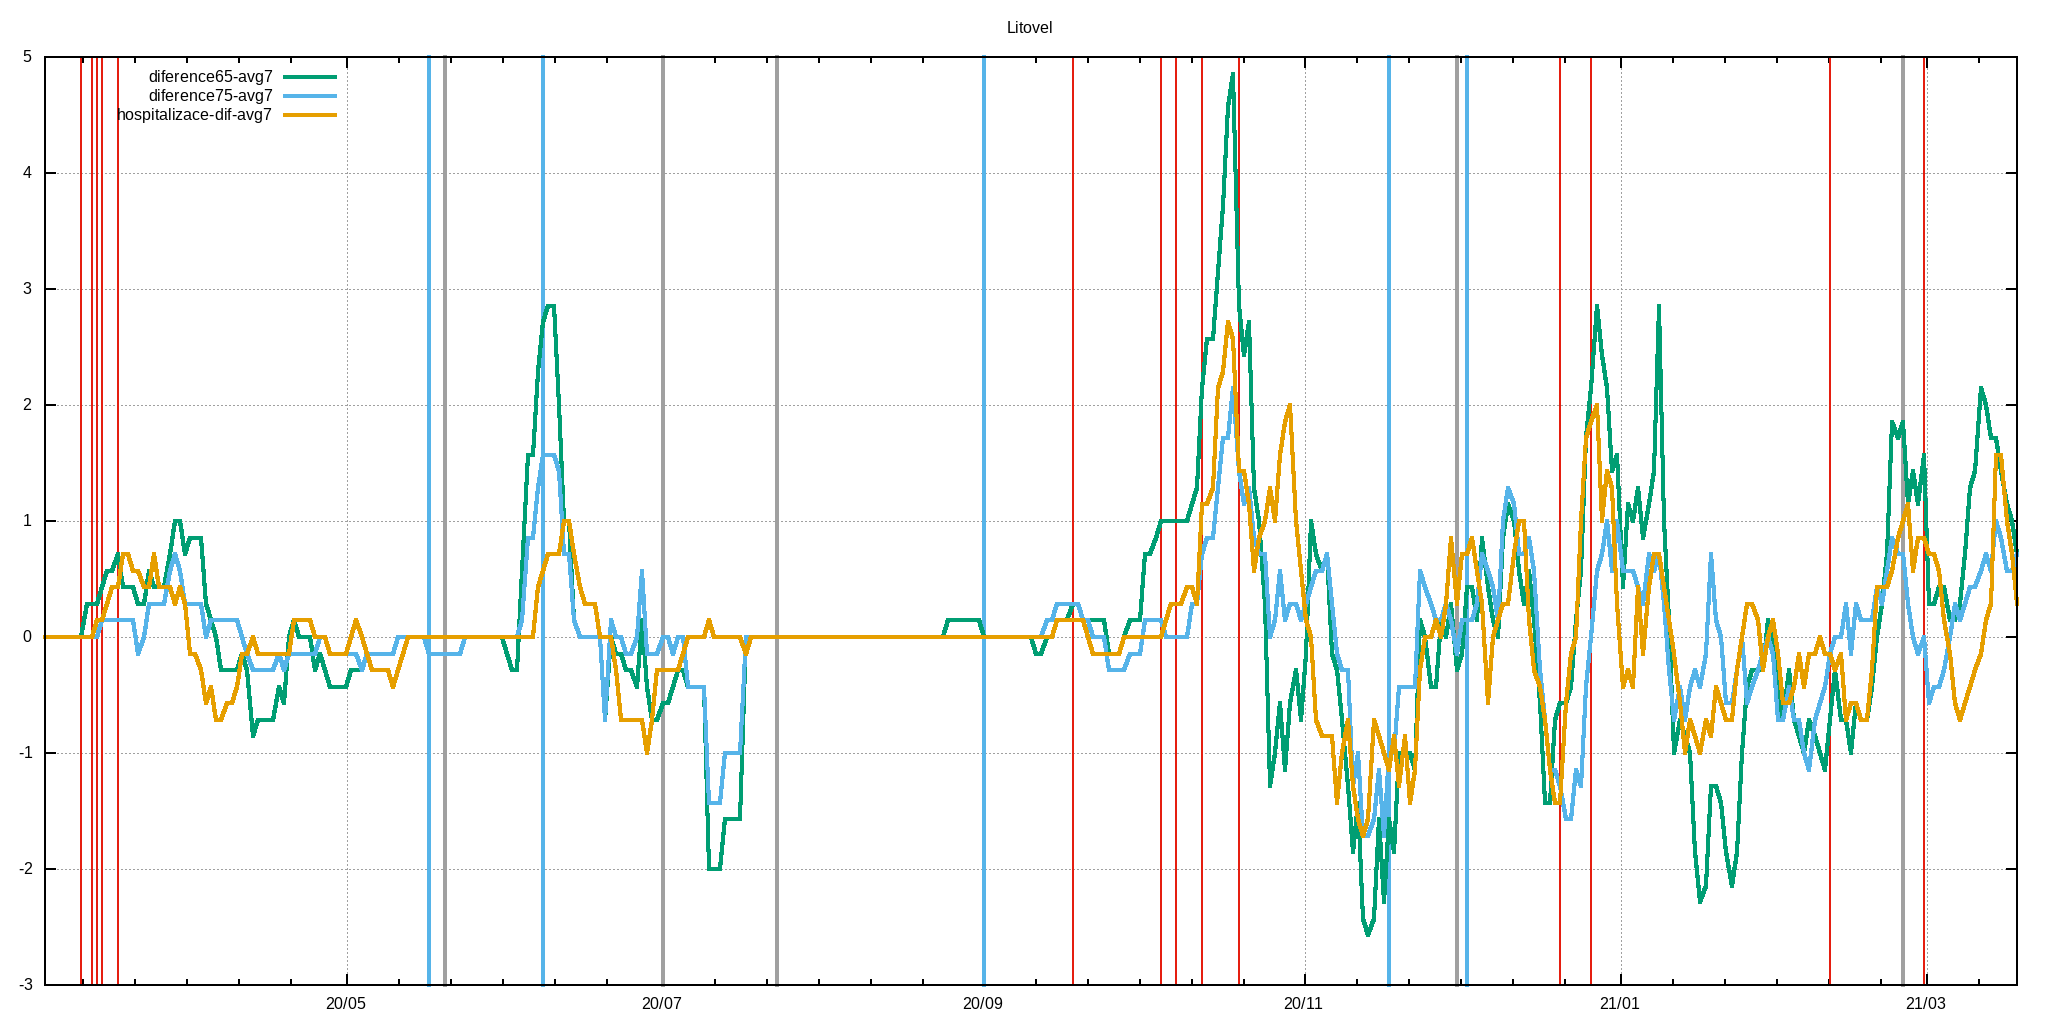 Litovel
diference65-avg7
diference75-avg7
hospitalizace-dif-avg7
5
4
3
2
1
0
-1
-2
-3
20/05 20/07 20/09 20/11 21/01 21/03